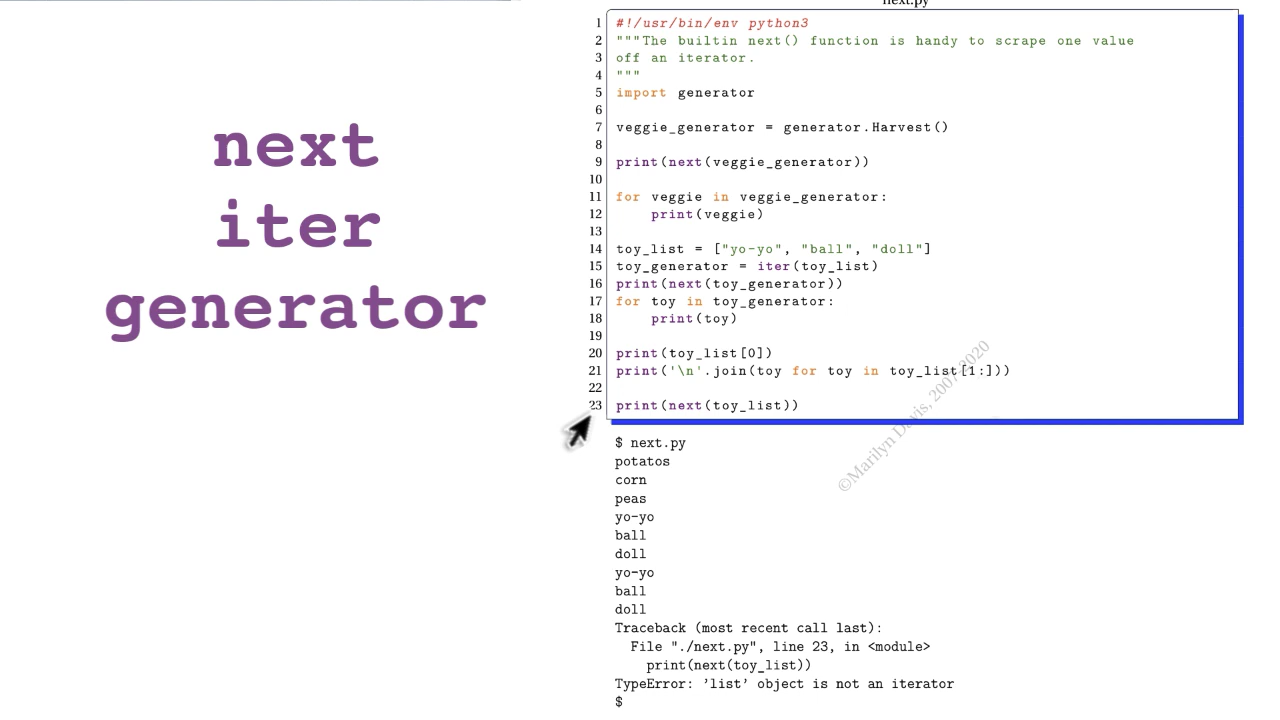 next
iter
generator
next.py
1 #!/usr/bin/env python3
2 """The builtin next() function is handy to scrape one value
3 off an iterator.
4 """
5 import generator
6
7 veggie_generator = generator.Harvest()
8
9 print(next(veggie_generator))
10
11 for veggie in veggie_generator:
12     print(veggie)
13
14 toy_list = ["yo-yo", "ball", "doll"]
15 toy_generator = iter(toy_list)
16 print(next(toy_generator))
17 for toy in toy_generator:
18     print(toy)
19
20 print(toy_list[0])
21 print('\n'.join(toy for toy in toy_list[1:]))
22
23 print(next(toy_list))
$ next.py
potatos
corn
peas
yo-yo
ball
doll
yo-yo
ball
doll
Traceback (most recent call last):
  File "./next.py", line 23, in <module>
    print(next(toy_list))
TypeError: 'list' object is not an iterator
$
©Marilyn Davis, 2007-2020